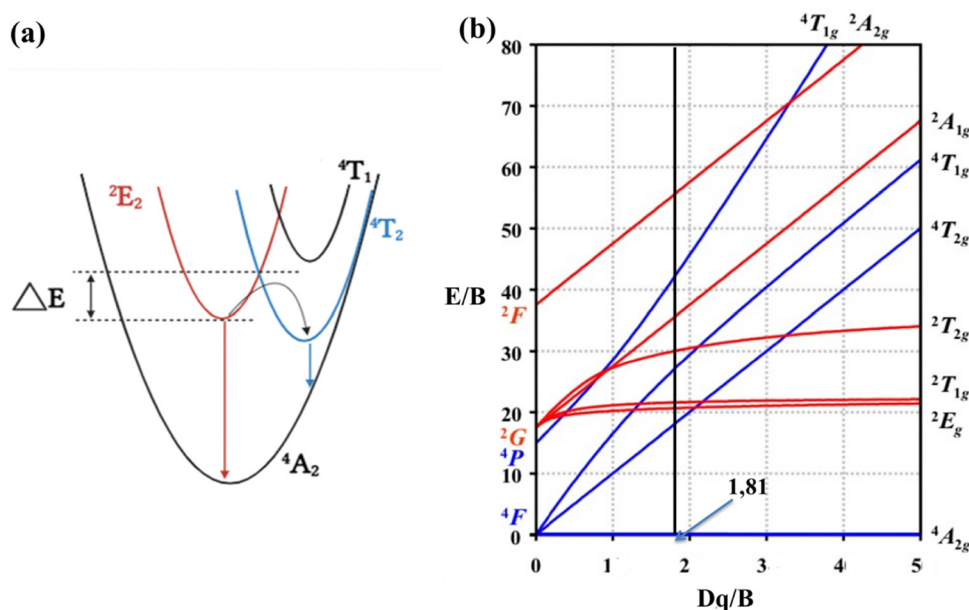 (a)
⁴T₁
²E₂
⁴T₂
△E
⁴A₂
(b)
⁴T₁g ²A₂g
80
70
60
50
40
30
20
10
0
E/B
²F
²G
⁴P
⁴F
²A₁g
⁴T₁g
⁴T₂g
²T₂g
²T₁g
²Eg
⁴A₂g
1,81
0 1 2 3 4 5
Dq/B